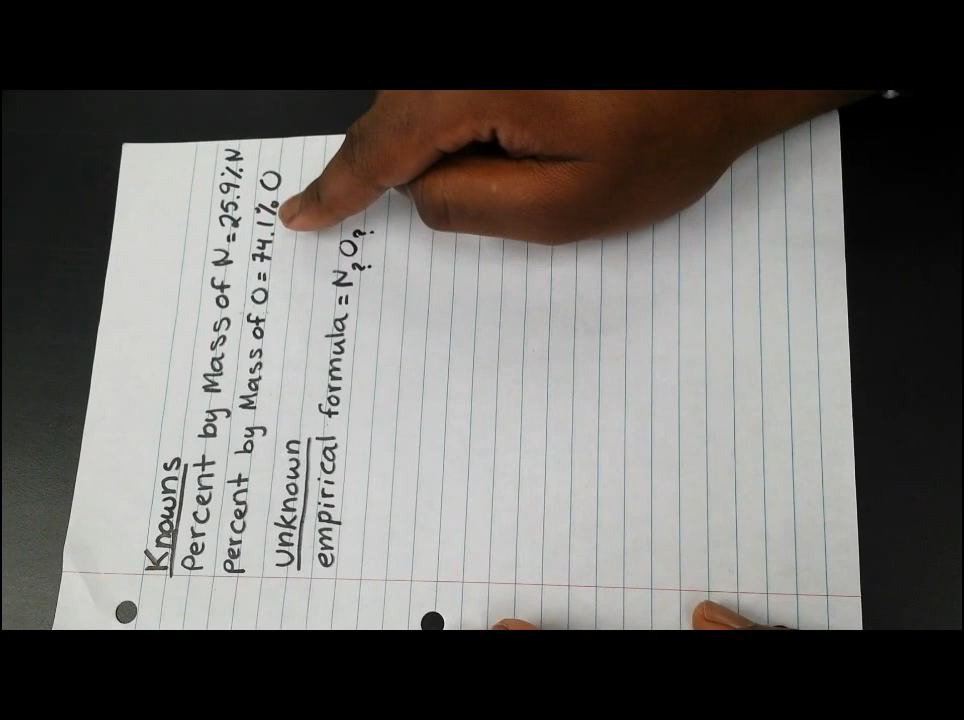 Knowns
Percent by Mass of N = 25.9% N
Percent by Mass of O = 74.1% O
Unknown
empirical formula = N?O?